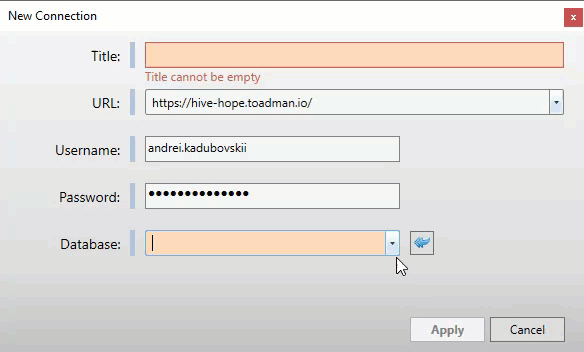 New Connection
Title:
Title cannot be empty
URL: https://hive-hope.toadman.io/
Username: andrei.kadubovskii
Password: ••••••••••••••
Database:
Apply Cancel